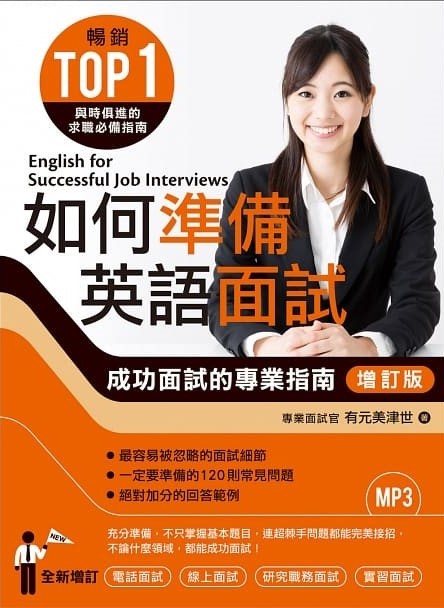 暢銷
TOP 1
與時俱進的
求職必備指南
English for
Successful Job Interviews
如何準備
英語面試
成功面試的專業指南 增訂版
專業面試官 有元美津世 著
• 最容易被忽略的面試細節
• 一定要準備的120則常見問題
• 絕對加分的回答範例
MP3
NEW
充分準備,不只掌握基本題目,連超棘手問題都能完美接招,
不論什麼領域,都能成功面試!
全新增訂 電話面試 線上面試 研究職務面試 實習面試